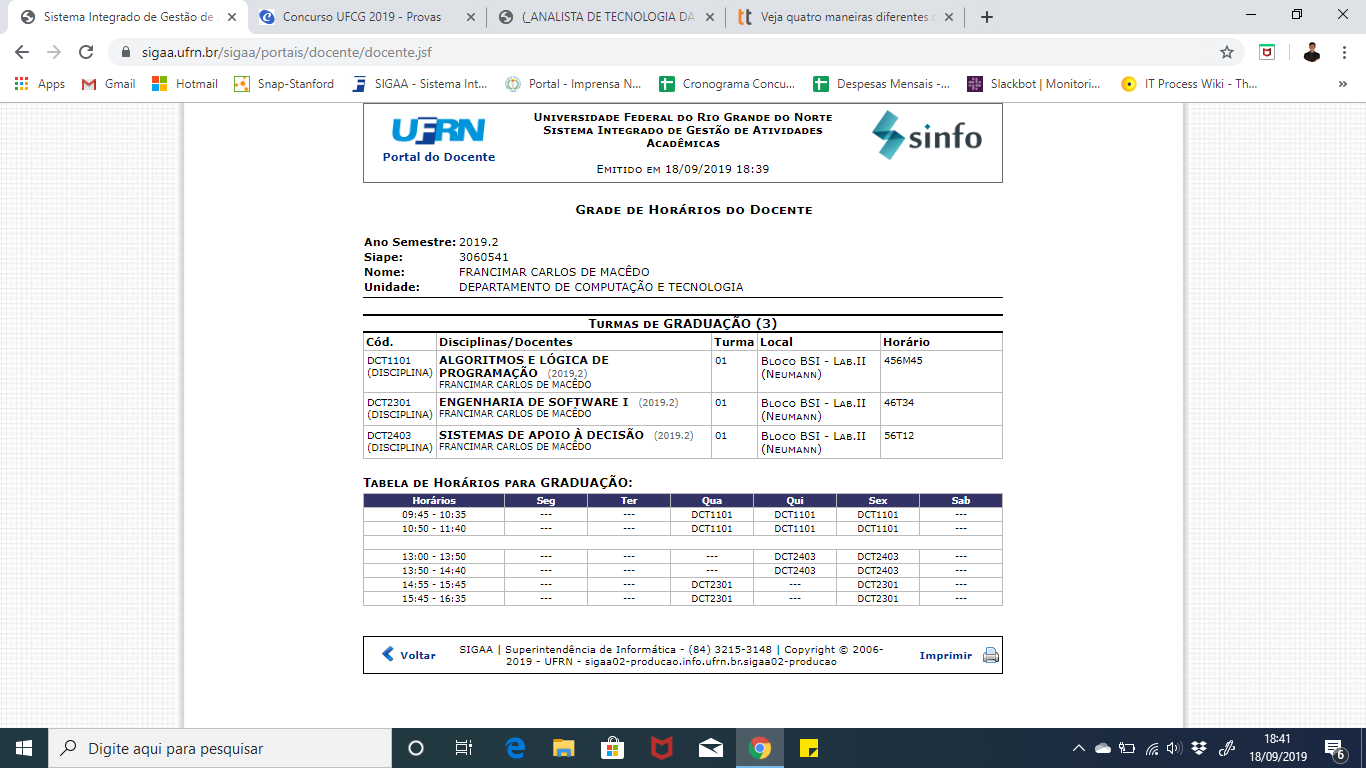 Sistema Integrado de Gestão de
Concurso UFCG 2019 - Provas
(_ANALISTA DE TECNOLOGIA DA
Veja quatro maneiras diferentes
sigaa.ufrn.br/sigaa/portais/docente/docente.jsf
Apps
Gmail
Hotmail
Snap-Stanford
SIGAA - Sistema Int...
Portal - Imprensa N...
Cronograma Concu...
Despesas Mensais -...
Slackbot | Monitori...
IT Process Wiki - Th...
»
UFRN
Portal do Docente
Universidade Federal do Rio Grande do Norte
Sistema Integrado de Gestão de Atividades
Acadêmicas
Emitido em 18/09/2019 18:39
sinfo
Grade de Horários do Docente
Ano Semestre: 2019.2
Siape: 3060541
Nome: FRANCIMAR CARLOS DE MACÊDO
Unidade: DEPARTAMENTO DE COMPUTAÇÃO E TECNOLOGIA
Turmas de GRADUAÇÃO (3)
Cód. Disciplinas/Docentes Turma Local Horário
DCT1101 ALGORITMOS E LÓGICA DE 01 Bloco BSI - Lab.II 456M45
(DISCIPLINA) PROGRAMAÇÃO (2019.2) (Neumann)
FRANCIMAR CARLOS DE MACÊDO
DCT2301 ENGENHARIA DE SOFTWARE I (2019.2) 01 Bloco BSI - Lab.II 46T34
(DISCIPLINA) FRANCIMAR CARLOS DE MACÊDO (Neumann)
DCT2403 SISTEMAS DE APOIO À DECISÃO (2019.2) 01 Bloco BSI - Lab.II 56T12
(DISCIPLINA) FRANCIMAR CARLOS DE MACÊDO (Neumann)
Tabela de Horários para GRADUAÇÃO:
Horários Seg Ter Qua Qui Sex Sab
09:45 - 10:35 --- --- DCT1101 DCT1101 DCT1101 ---
10:50 - 11:40 --- --- DCT1101 DCT1101 DCT1101 ---
13:00 - 13:50 --- --- --- DCT2403 DCT2403 ---
13:50 - 14:40 --- --- --- DCT2403 DCT2403 ---
14:55 - 15:45 --- --- DCT2301 --- DCT2301 ---
15:45 - 16:35 --- --- DCT2301 --- DCT2301 ---
Voltar
SIGAA | Superintendência de Informática - (84) 3215-3148 | Copyright © 2006-
2019 - UFRN - sigaa02-producao.info.ufrn.br.sigaa02-producao
Imprimir
Digite aqui para pesquisar
18:41
18/09/2019
6